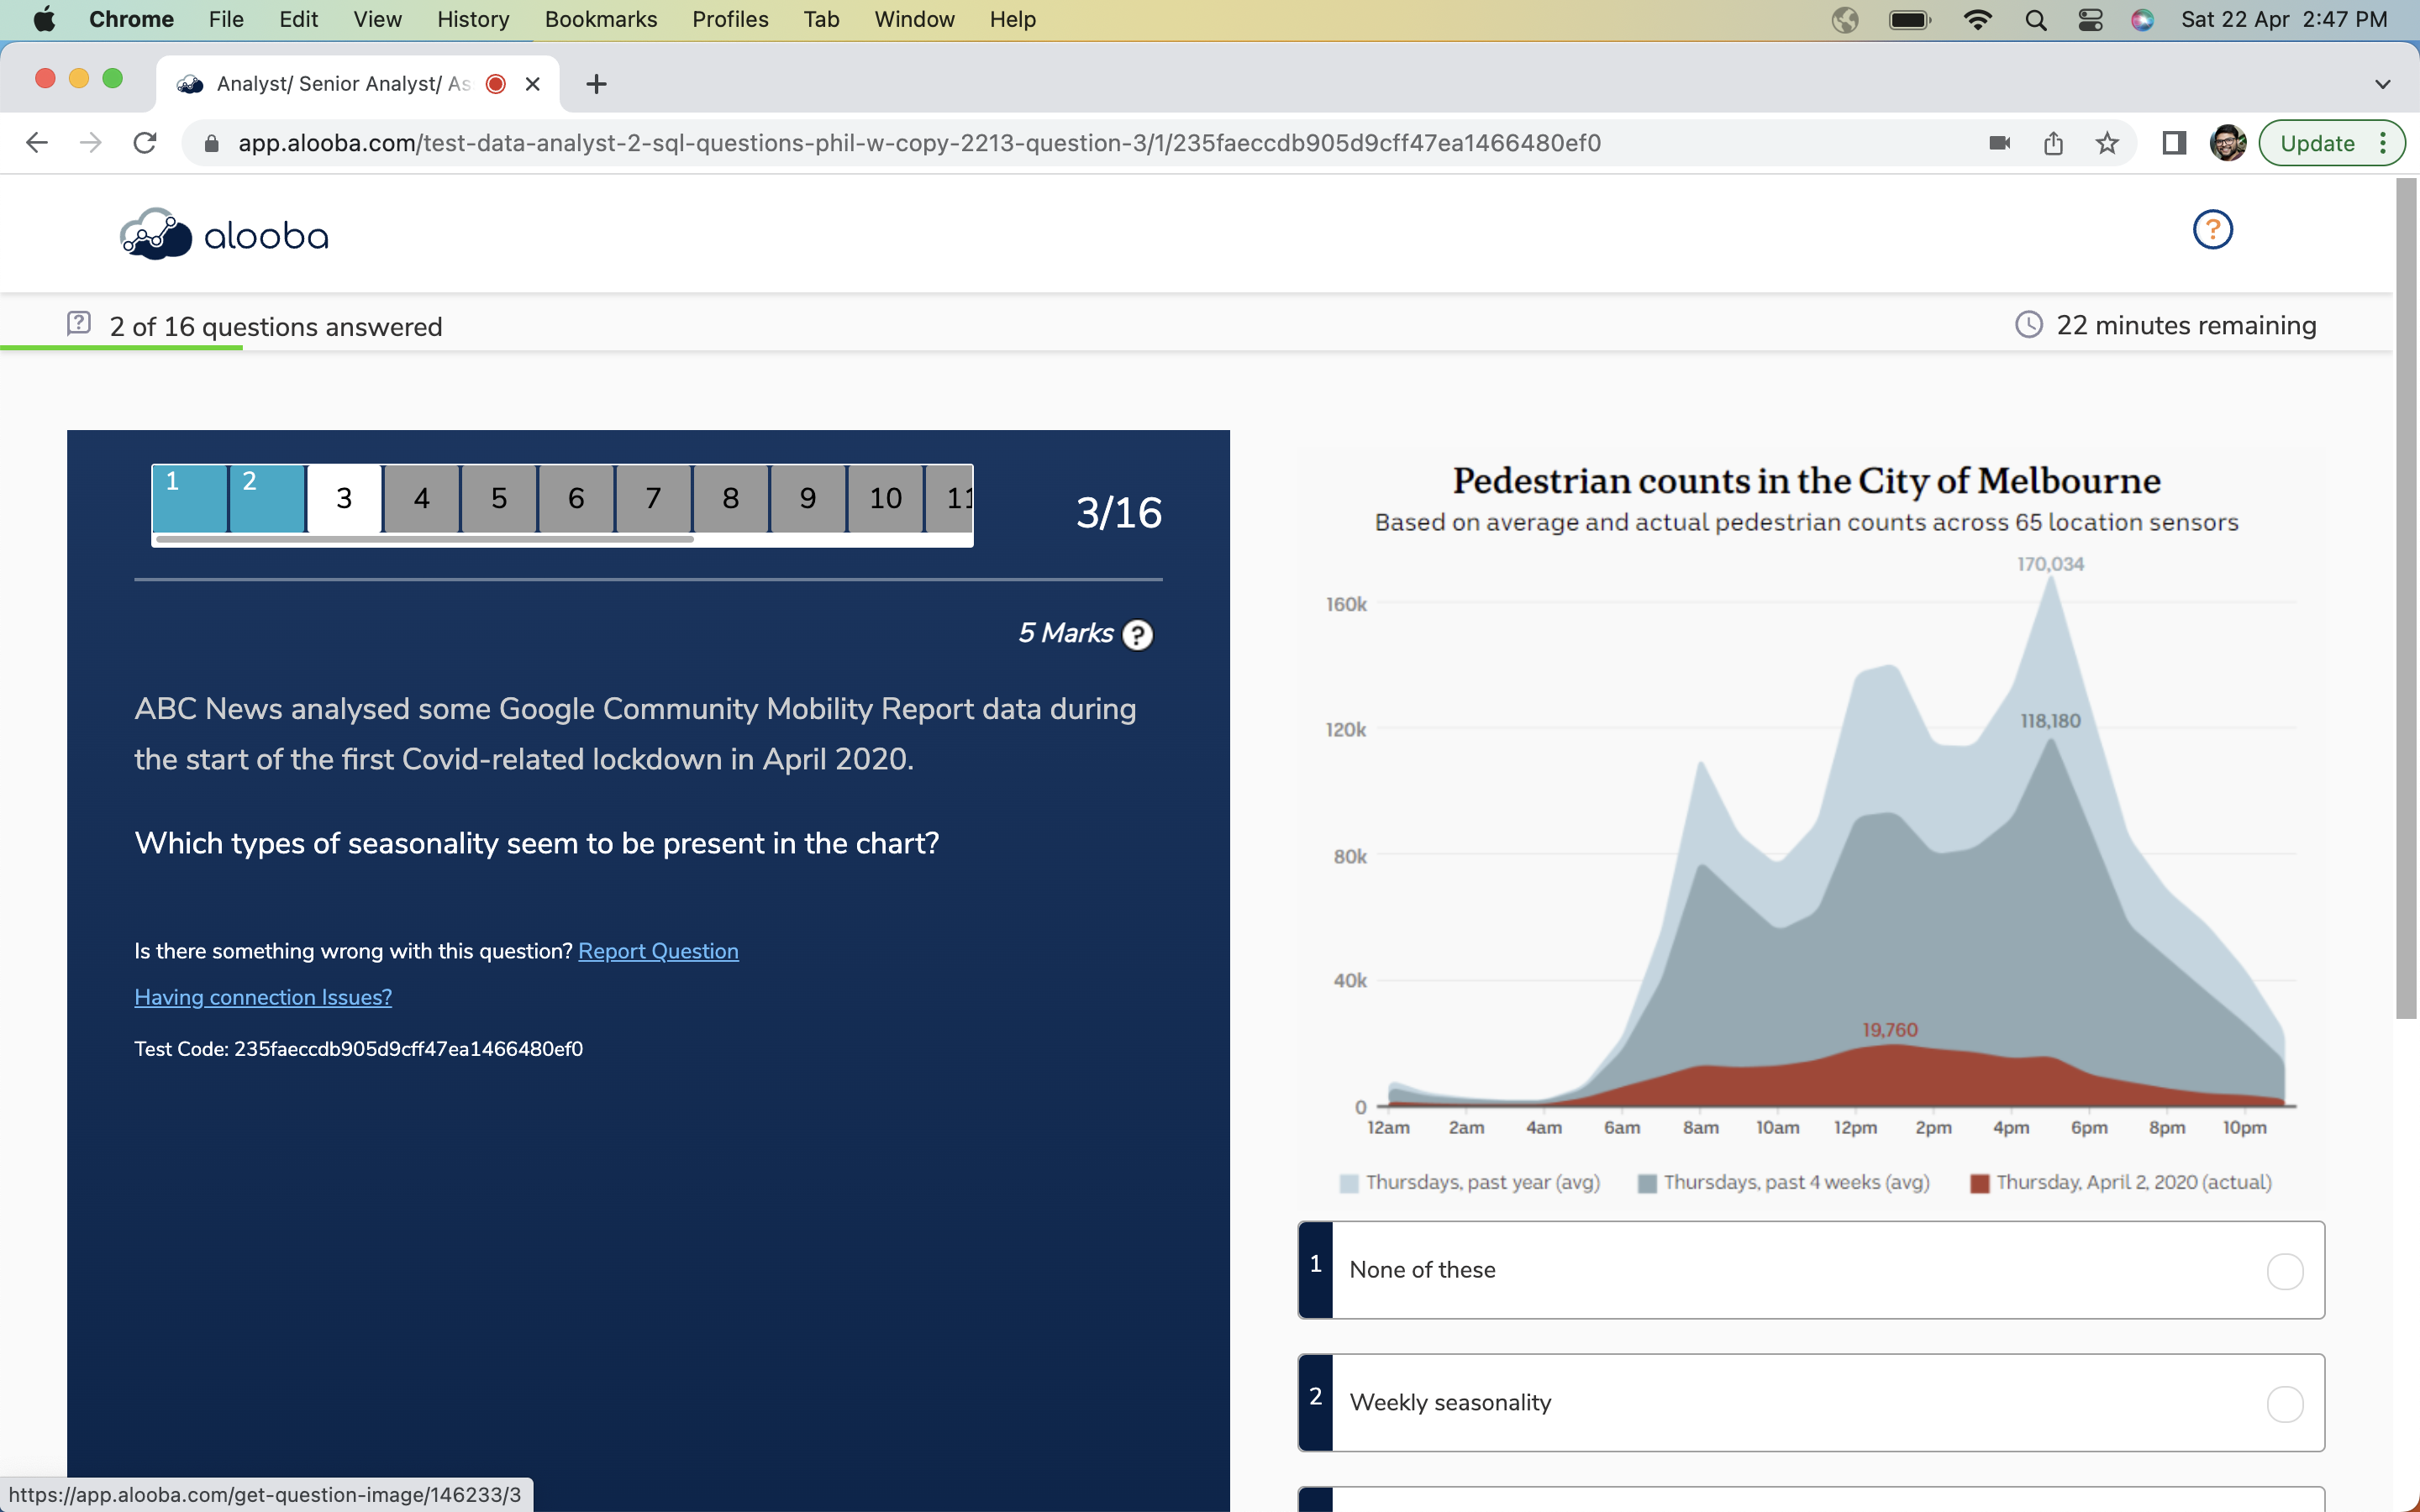 Chrome File Edit View History Bookmarks Profiles Tab Window Help
Sat 22 Apr 2:47 PM
Analyst/ Senior Analyst/ As
app.alooba.com/test-data-analyst-2-sql-questions-phil-w-copy-2213-question-3/1/235faeccdb905d9cff47ea1466480ef0
Update
alooba
?
2 of 16 questions answered
22 minutes remaining
1 2 3 4 5 6 7 8 9 10 11
3/16
5 Marks ?
ABC News analysed some Google Community Mobility Report data during
the start of the first Covid-related lockdown in April 2020.
Which types of seasonality seem to be present in the chart?
Is there something wrong with this question? Report Question
Having connection Issues?
Test Code: 235faeccdb905d9cff47ea1466480ef0
Pedestrian counts in the City of Melbourne
Based on average and actual pedestrian counts across 65 location sensors
170,034
160k
118,180
120k
80k
40k
19,760
0
12am 2am 4am 6am 8am 10am 12pm 2pm 4pm 6pm 8pm 10pm
Thursdays, past year (avg) Thursdays, past 4 weeks (avg) Thursday, April 2, 2020 (actual)
1 None of these
2 Weekly seasonality
https://app.alooba.com/get-question-image/146233/3